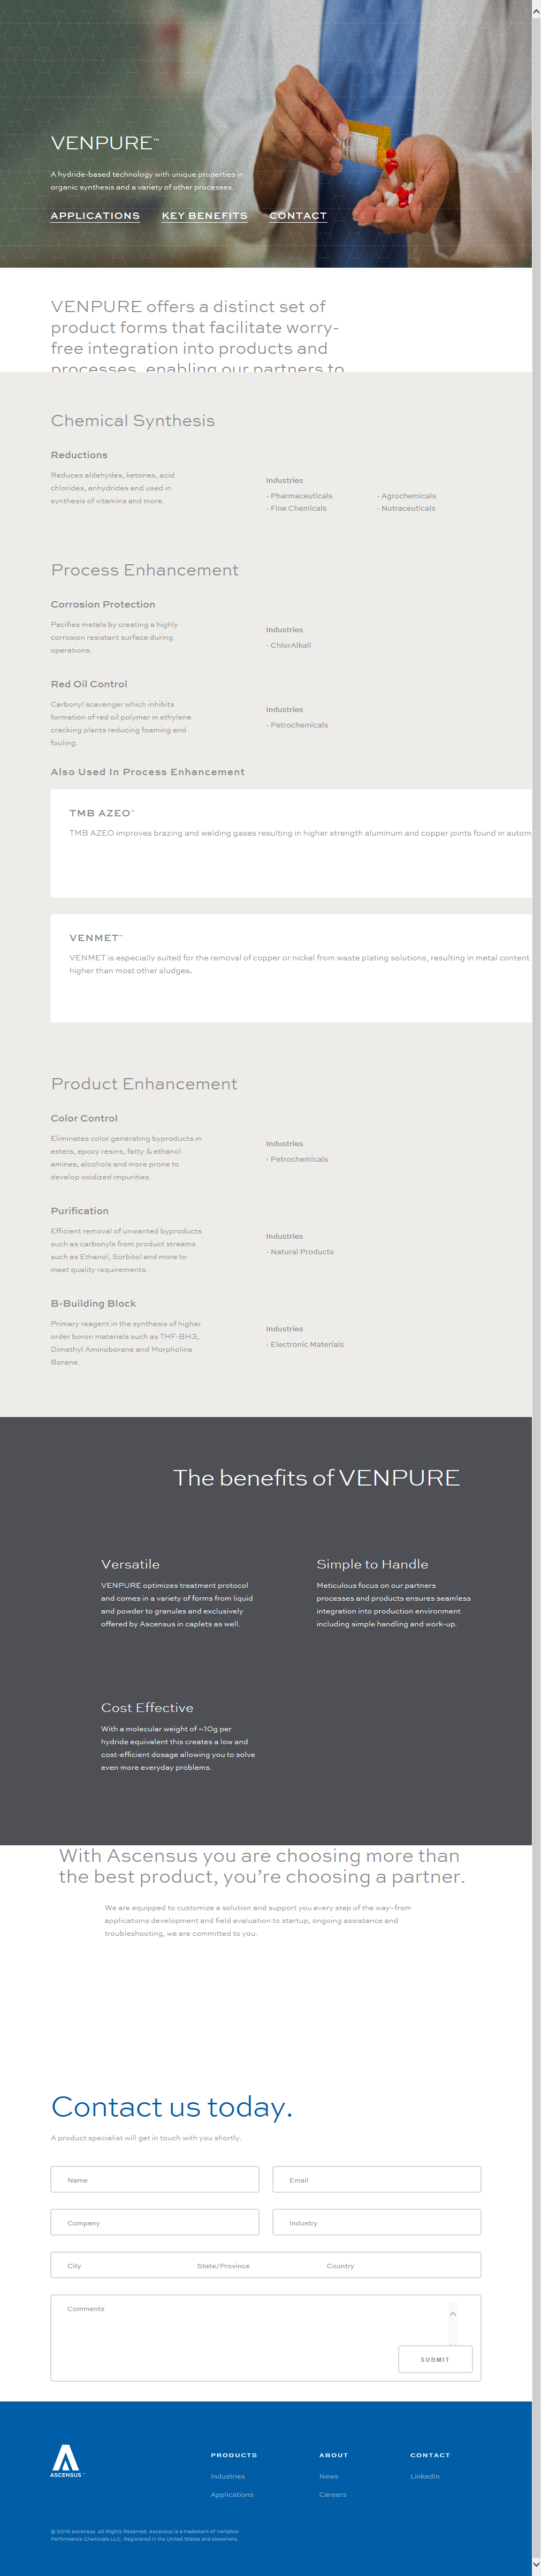 VENPURE™
A hydride-based technology with unique properties in
organic synthesis and a variety of other processes.
APPLICATIONS KEY BENEFITS CONTACT
VENPURE offers a distinct set of
product forms that facilitate worry-
free integration into products and
processes, enabling our partners to
Chemical Synthesis
Reductions
Reduces aldehydes, ketones, acid
chlorides, anhydrides and used in
synthesis of vitamins and more.
Industries
- Pharmaceuticals - Agrochemicals
- Fine Chemicals - Nutraceuticals
Process Enhancement
Corrosion Protection
Pacifies metals by creating a highly
corrosion resistant surface during
operations.
Industries
- ChlorAlkali
Red Oil Control
Carbonyl scavenger which inhibits
formation of red oil polymer in ethylene
cracking plants reducing foaming and
fouling.
Industries
- Petrochemicals
Also Used In Process Enhancement
TMB AZEO™
TMB AZEO improves brazing and welding gases resulting in higher strength aluminum and copper joints found in autom
VENMET™
VENMET is especially suited for the removal of copper or nickel from waste plating solutions, resulting in metal content
higher than most other sludges.
Product Enhancement
Color Control
Eliminates color generating byproducts in
esters, epoxy resins, fatty & ethanol
amines, alcohols and more prone to
develop oxidized impurities.
Industries
- Petrochemicals
Purification
Efficient removal of unwanted byproducts
such as carbonyls from product streams
such as Ethanol, Sorbitol and more to
meet quality requirements.
Industries
- Natural Products
B-Building Block
Primary reagent in the synthesis of higher
order boron materials such as THF-BH3,
Dimethyl Aminoborane and Morpholine
Borane.
Industries
- Electronic Materials
The benefits of VENPURE
Versatile
VENPURE optimizes treatment protocol
and comes in a variety of forms from liquid
and powder to granules and exclusively
offered by Ascensus in caplets as well.
Simple to Handle
Meticulous focus on our partners
processes and products ensures seamless
integration into production environment
including simple handling and work-up.
Cost Effective
With a molecular weight of ~10g per
hydride equivalent this creates a low and
cost-efficient dosage allowing you to solve
even more everyday problems.
With Ascensus you are choosing more than
the best product, you're choosing a partner.
We are equipped to customize a solution and support you every step of the way—from
applications development and field evaluation to startup, ongoing assistance and
troubleshooting, we are committed to you.
Contact us today.
A product specialist will get in touch with you shortly.
Name Email
Company Industry
City State/Province Country
Comments
SUBMIT
ASCENSUS™
PRODUCTS ABOUT CONTACT
Industries News LinkedIn
Applications Careers
© 2018 Ascensus. All Rights Reserved. Ascensus is a trademark of Vertellus
Performance Chemicals LLC. Registered in the United States and elsewhere.